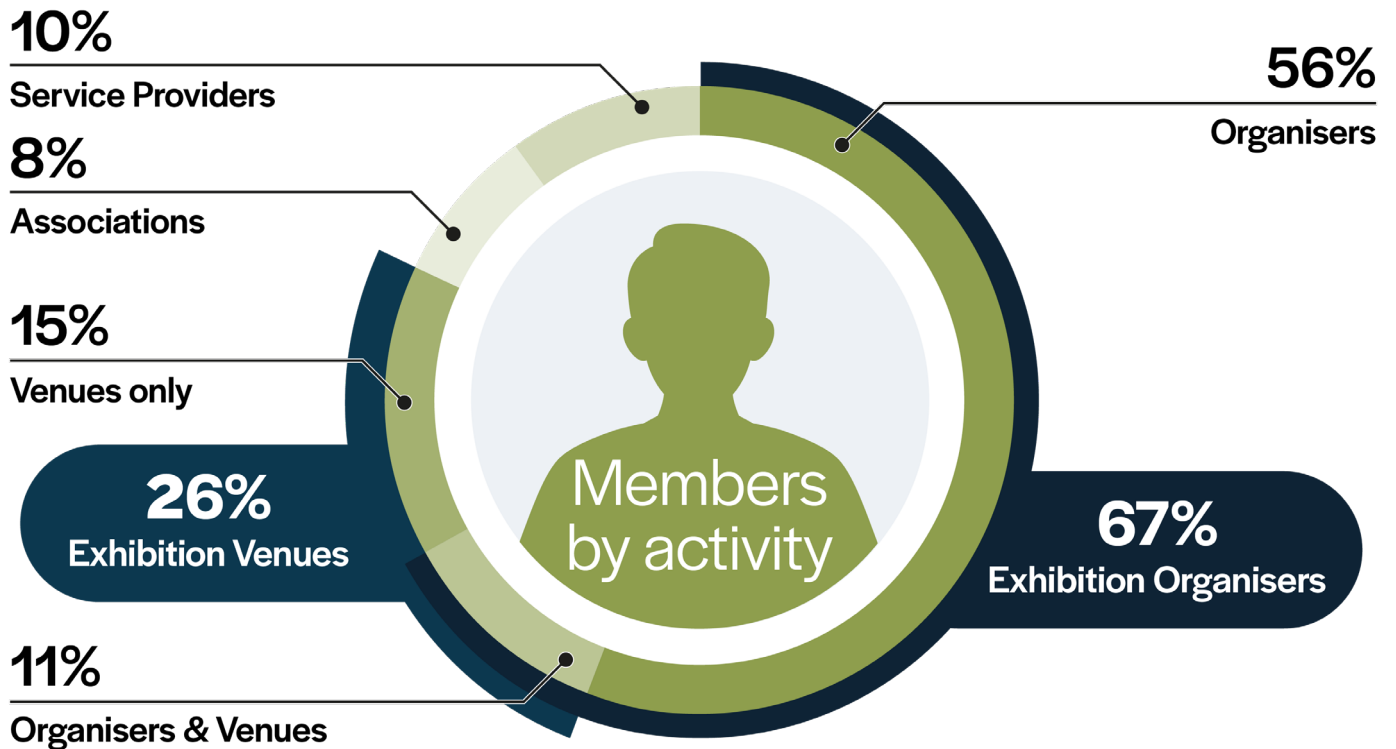 10%
Service Providers
8%
Associations
15%
Venues only
26%
Exhibition Venues
11%
Organisers & Venues
Members
by activity
56%
Organisers
67%
Exhibition Organisers